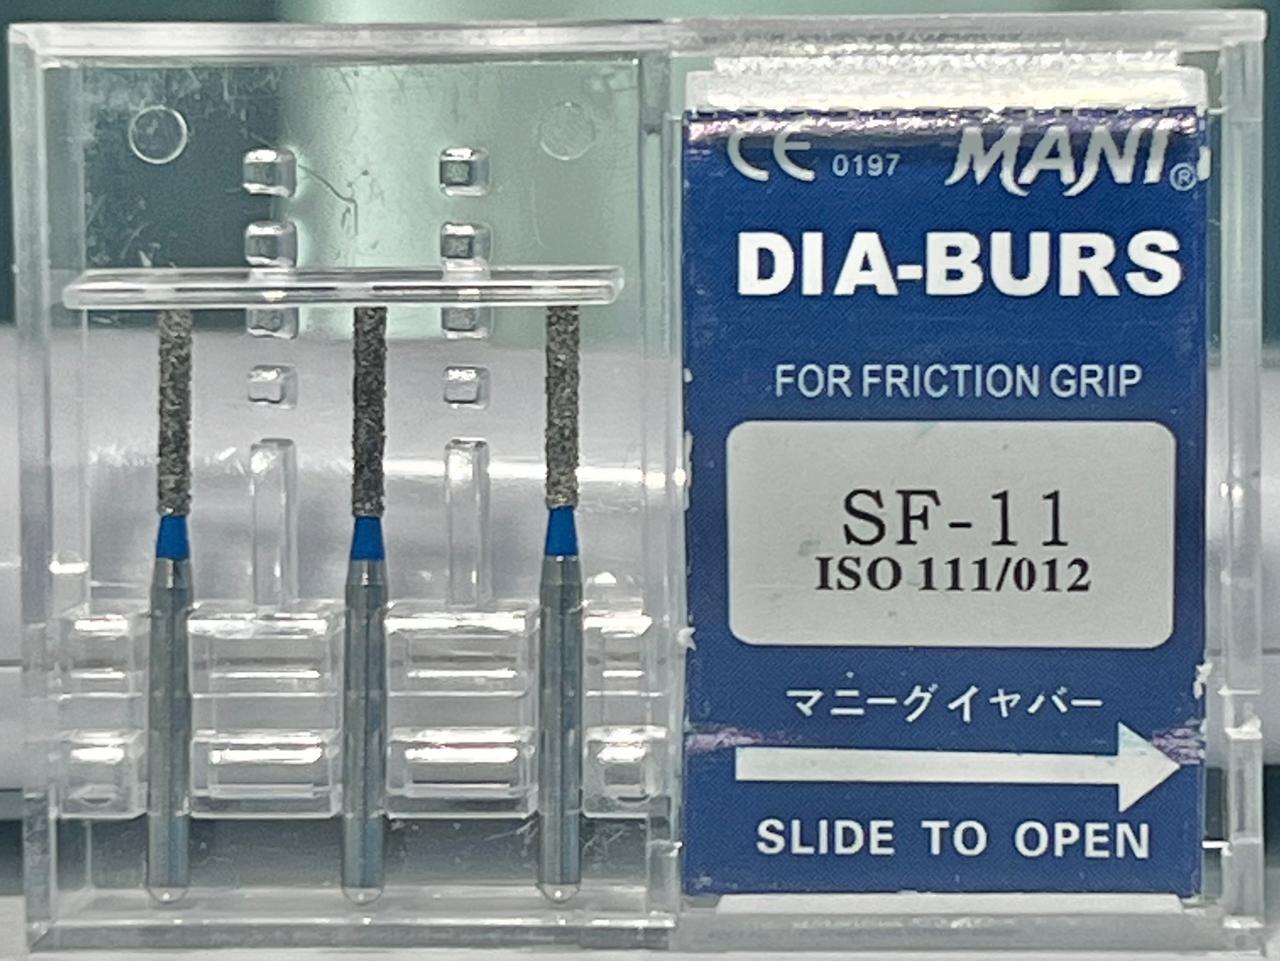 CE 0197 MANI®
DIA-BURS
FOR FRICTION GRIP
SF-11
ISO 111/012
マニーグイヤバー
SLIDE TO OPEN